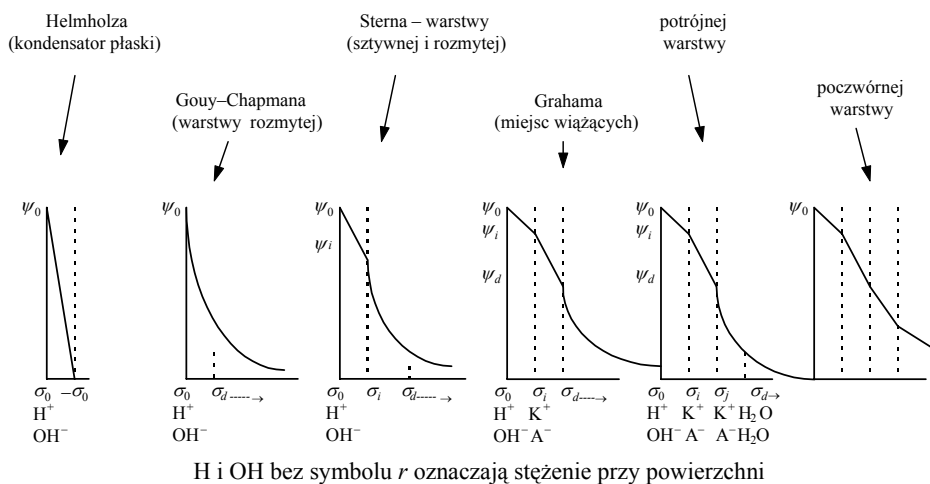 Helmholza
(kondensator płaski)
Gouy–Chapmana
(warstwy rozmytej)
Sterna – warstwy
(sztywnej i rozmytej)
Grahama
(miejsc wiążących)
potrójnej
warstwy
poczwórnej
warstwy
ψ₀
σ₀ –σ₀
H⁺
OH⁻
ψ₀
σ₀ σd
H⁺
OH⁻
ψ₀
ψi
σ₀ σi σd
H⁺
OH⁻
ψ₀
ψi
ψd
σ₀ σi σd
H⁺ K⁺
OH⁻ A⁻
ψ₀
ψi
ψd
σ₀ σi σj σd
H⁺ K⁺ K⁺ H₂O
OH⁻ A⁻ A⁻ H₂O
ψ₀
H i OH bez symbolu r oznaczają stężenie przy powierzchni